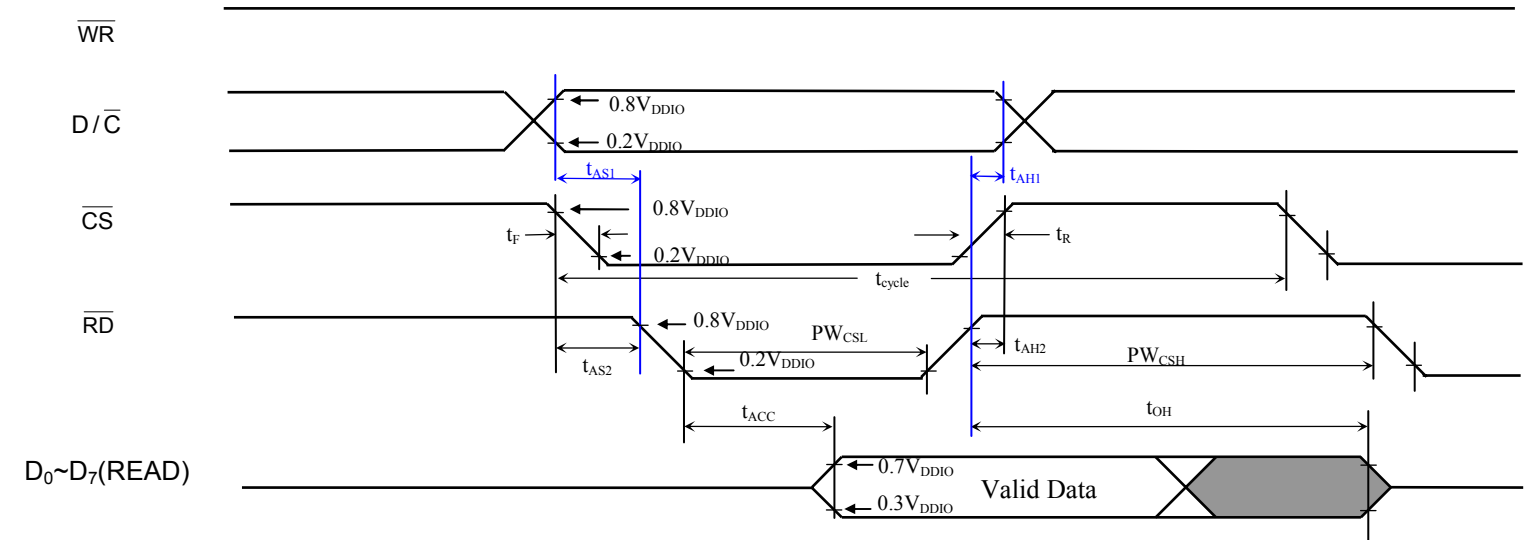 WR
D/C
0.8VDDIO
0.2VDDIO
tAS1
tAH1
CS
0.8VDDIO
tF
tR
0.2VDDIO
tcycle
RD
0.8VDDIO
PWCSL
0.2VDDIO
tAS2
tAH2
PWCSH
tACC
tOH
D0~D7(READ)
0.7VDDIO
Valid Data
0.3VDDIO